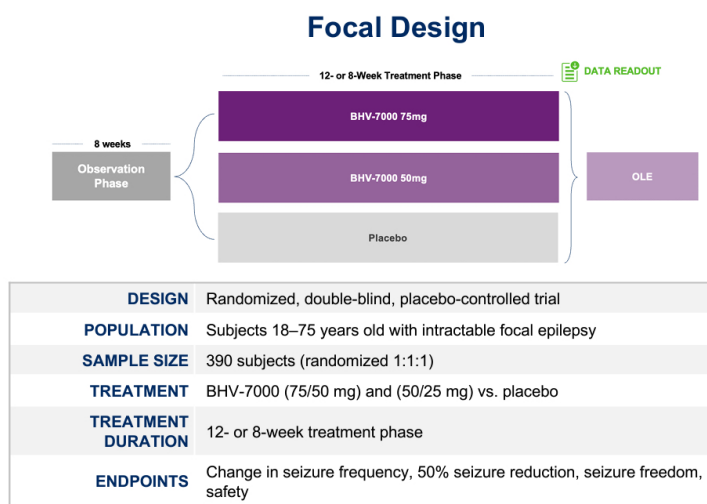 Focal Design
12- or 8-Week Treatment Phase
DATA READOUT
BHV-7000 75mg
8 weeks
Observation
Phase
BHV-7000 50mg
OLE
Placebo
DESIGN Randomized, double-blind, placebo-controlled trial
POPULATION Subjects 18–75 years old with intractable focal epilepsy
SAMPLE SIZE 390 subjects (randomized 1:1:1)
TREATMENT BHV-7000 (75/50 mg) and (50/25 mg) vs. placebo
TREATMENT
DURATION 12- or 8-week treatment phase
ENDPOINTS Change in seizure frequency, 50% seizure reduction, seizure freedom,
safety